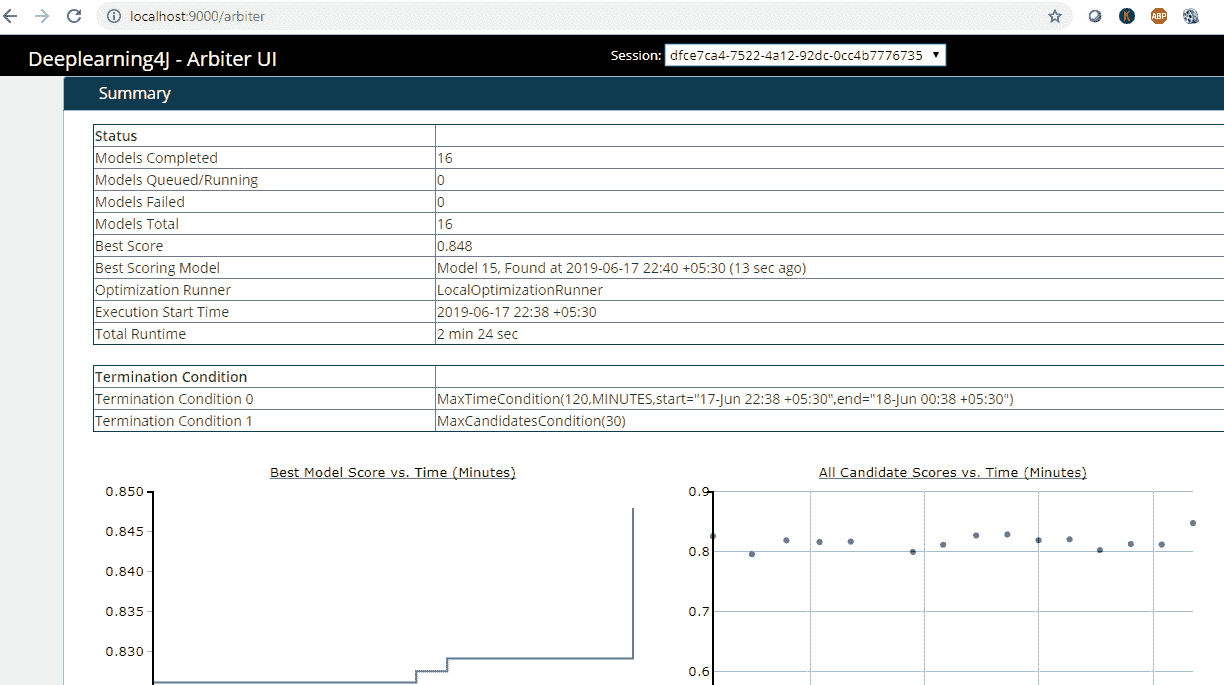 localhost:9000/arbiter
K
ABP
Deeplearning4J - Arbiter UI
Session: dfce7ca4-7522-4a12-92dc-0cc4b7776735
Summary
Status
Models Completed 16
Models Queued/Running 0
Models Failed 0
Models Total 16
Best Score 0.848
Best Scoring Model Model 15, Found at 2019-06-17 22:40 +05:30 (13 sec ago)
Optimization Runner LocalOptimizationRunner
Execution Start Time 2019-06-17 22:38 +05:30
Total Runtime 2 min 24 sec
Termination Condition
Termination Condition 0 MaxTimeCondition(120,MINUTES,start="17-Jun 22:38 +05:30",end="18-Jun 00:38 +05:30")
Termination Condition 1 MaxCandidatesCondition(30)
Best Model Score vs. Time (Minutes)
0.850
0.845
0.840
0.835
0.830
All Candidate Scores vs. Time (Minutes)
0.9
0.8
0.7
0.6